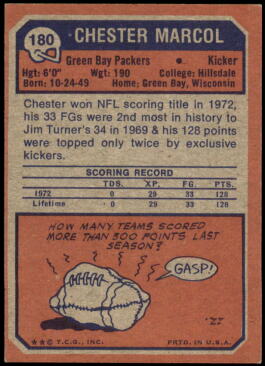 180
CHESTER MARCOL
Green Bay Packers • Kicker
Hgt: 6'0" Wgt: 190 College: Hillsdale
Born: 10-24-49 Home: Green Bay, Wisconsin
Chester won NFL scoring title in 1972,
his 33 FGs were 2nd most in history to
Jim Turner's 34 in 1969 & his 128 points
were topped only twice by exclusive
kickers.
SCORING RECORD
TDS. XP. FG. PTS.
1972 0 29 33 128
Lifetime 0 29 33 128
HOW MANY TEAMS SCORED
MORE THAN 300 POINTS LAST
SEASON?
GASP!
★★© T.C.G., INC. PRTD. IN U.S.A.